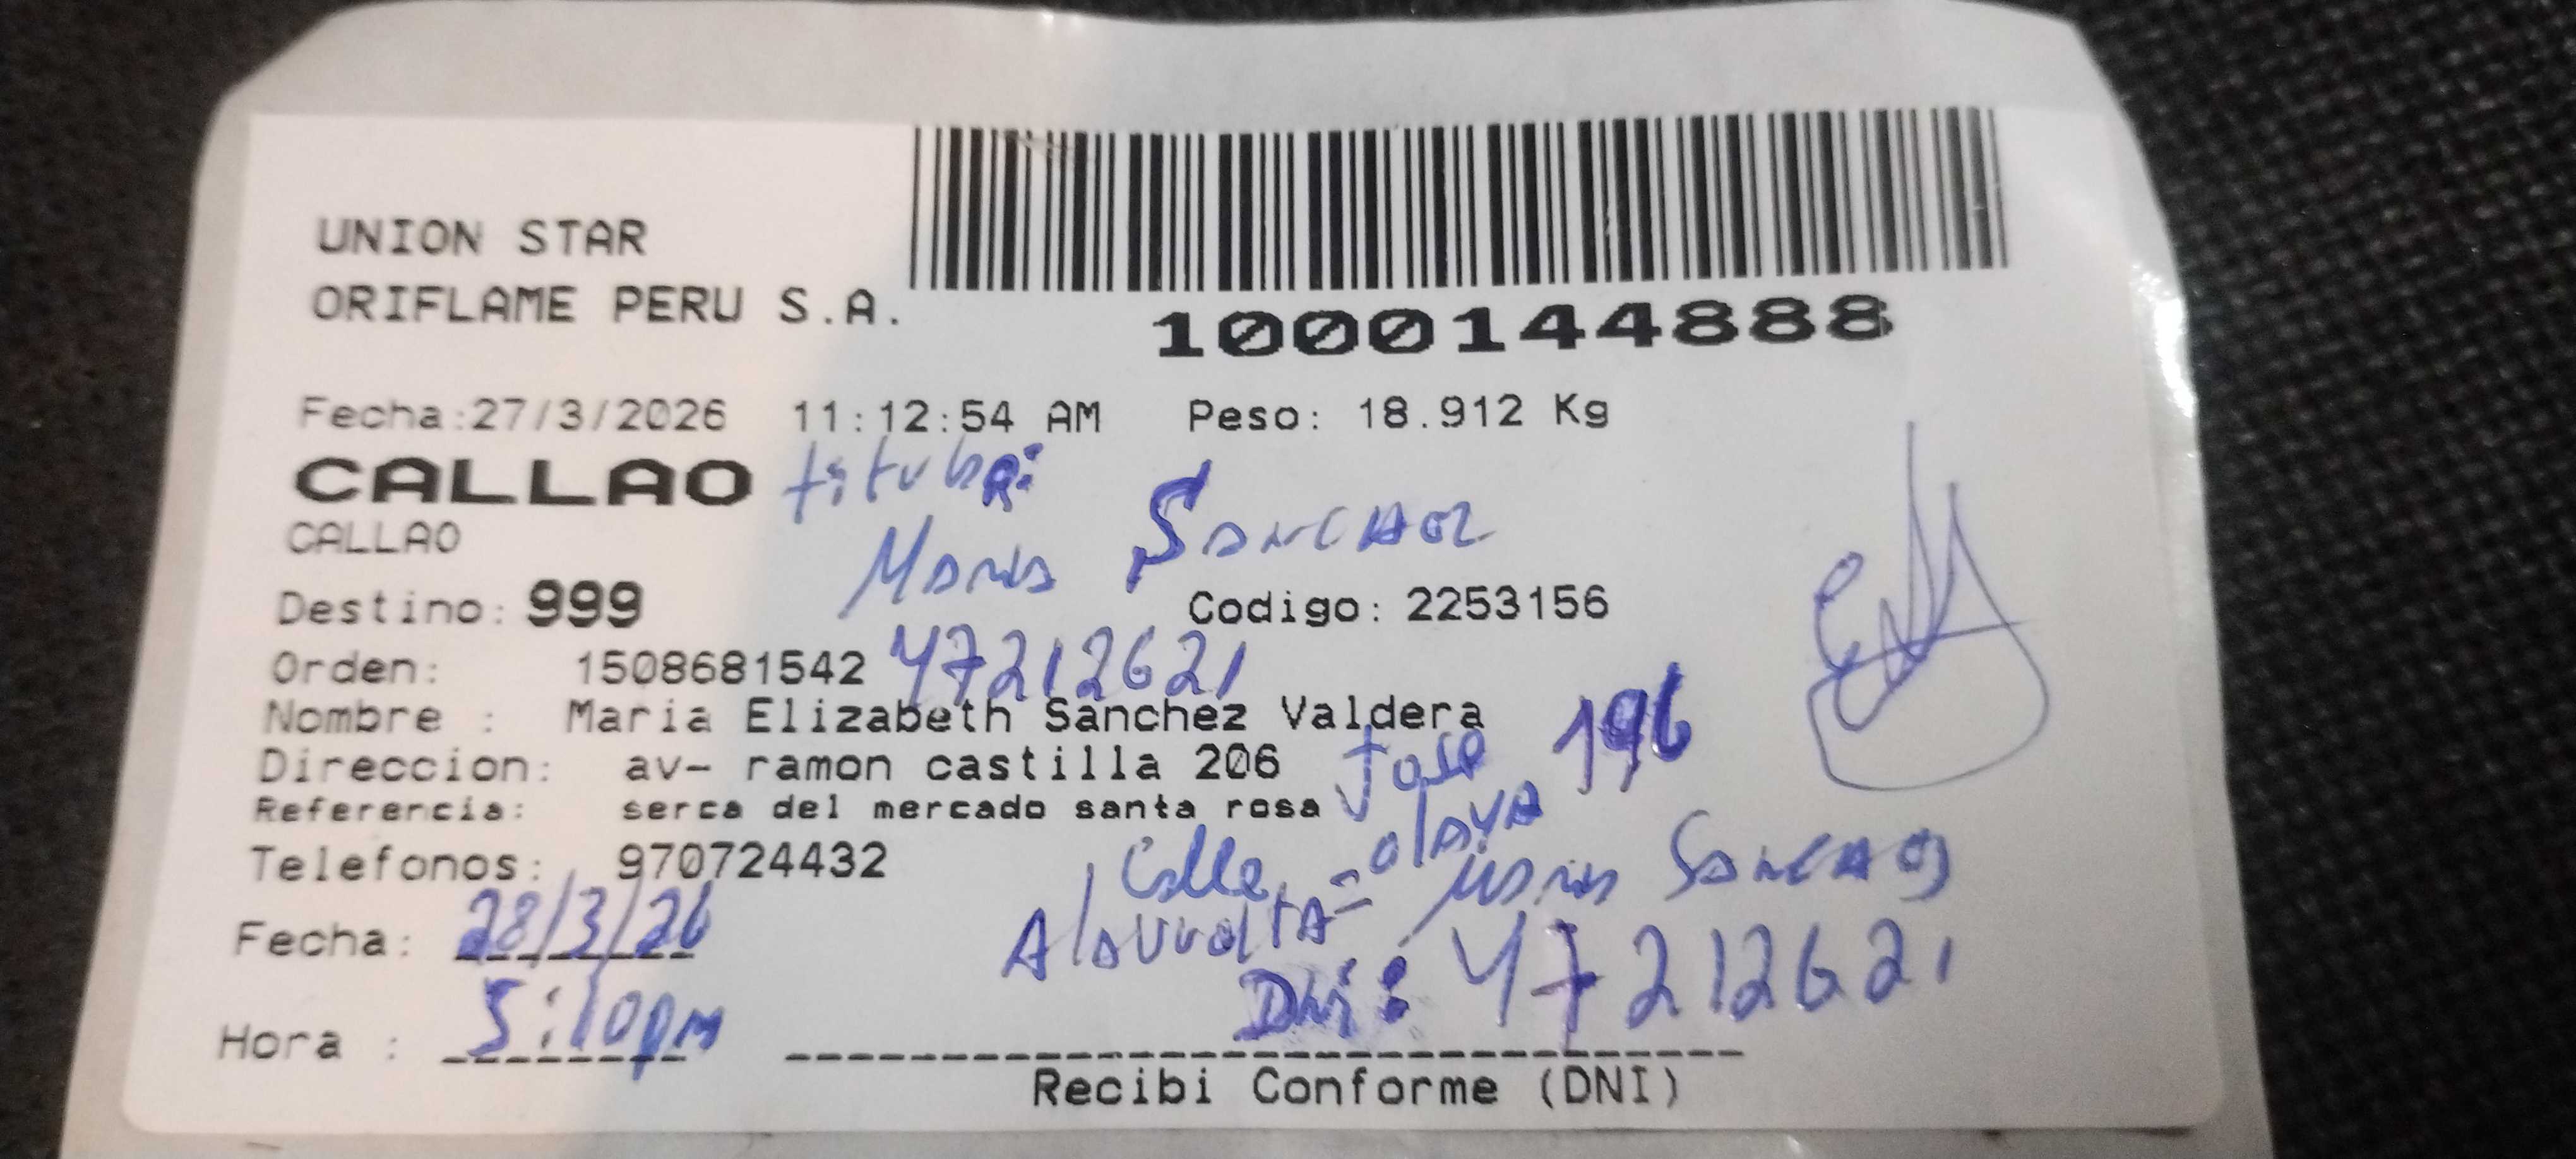 UNION STAR
ORIFLAME PERU S.A.
1000144888
Fecha:27/3/2026 11:12:54 AM Peso: 18.912 Kg
CALLAO titular:
CALLAO Maria Sanchez
Destino: 999 Codigo: 2253156
Orden: 1508681542 47212621
Nombre : Maria Elizabeth Sanchez Valdera
Direccion: av- ramon castilla 206 Jose 196
Referencia: serca del mercado santa rosa olaya
Telefonos: 970724432 Calle
Fecha: 28/3/26 Alavuelta= Maria Sanchez
Hora : 5:10pm Dni: 47212621
Recibi Conforme (DNI)